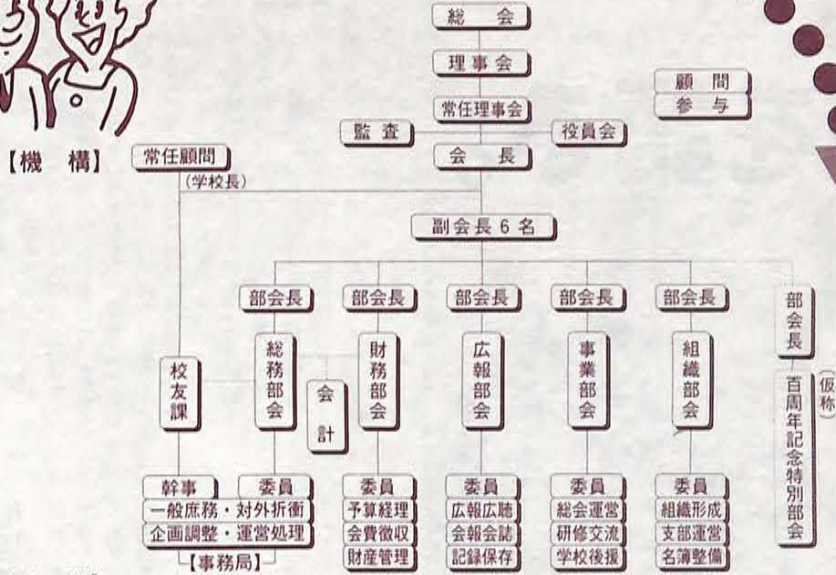 総会
理事会
常任理事会
顧問
参与
監査
役員会
会長
【機構】
常任顧問
(学校長)
副会長6名
部会長
部会長
部会長
部会長
部会長
部会長
校友課
総務部会
会計
財務部会
広報部会
事業部会
組織部会
百周年記念特別部会
(仮称)
幹事
委員
一般庶務・対外折衝
企画調整・運営処理
【事務局】
委員
予算経理
会費徴収
財産管理
委員
広報広聴
会報会誌
記録保存
委員
総会運営
研修交流
学校後援
委員
組織形成
支部運営
名簿整備